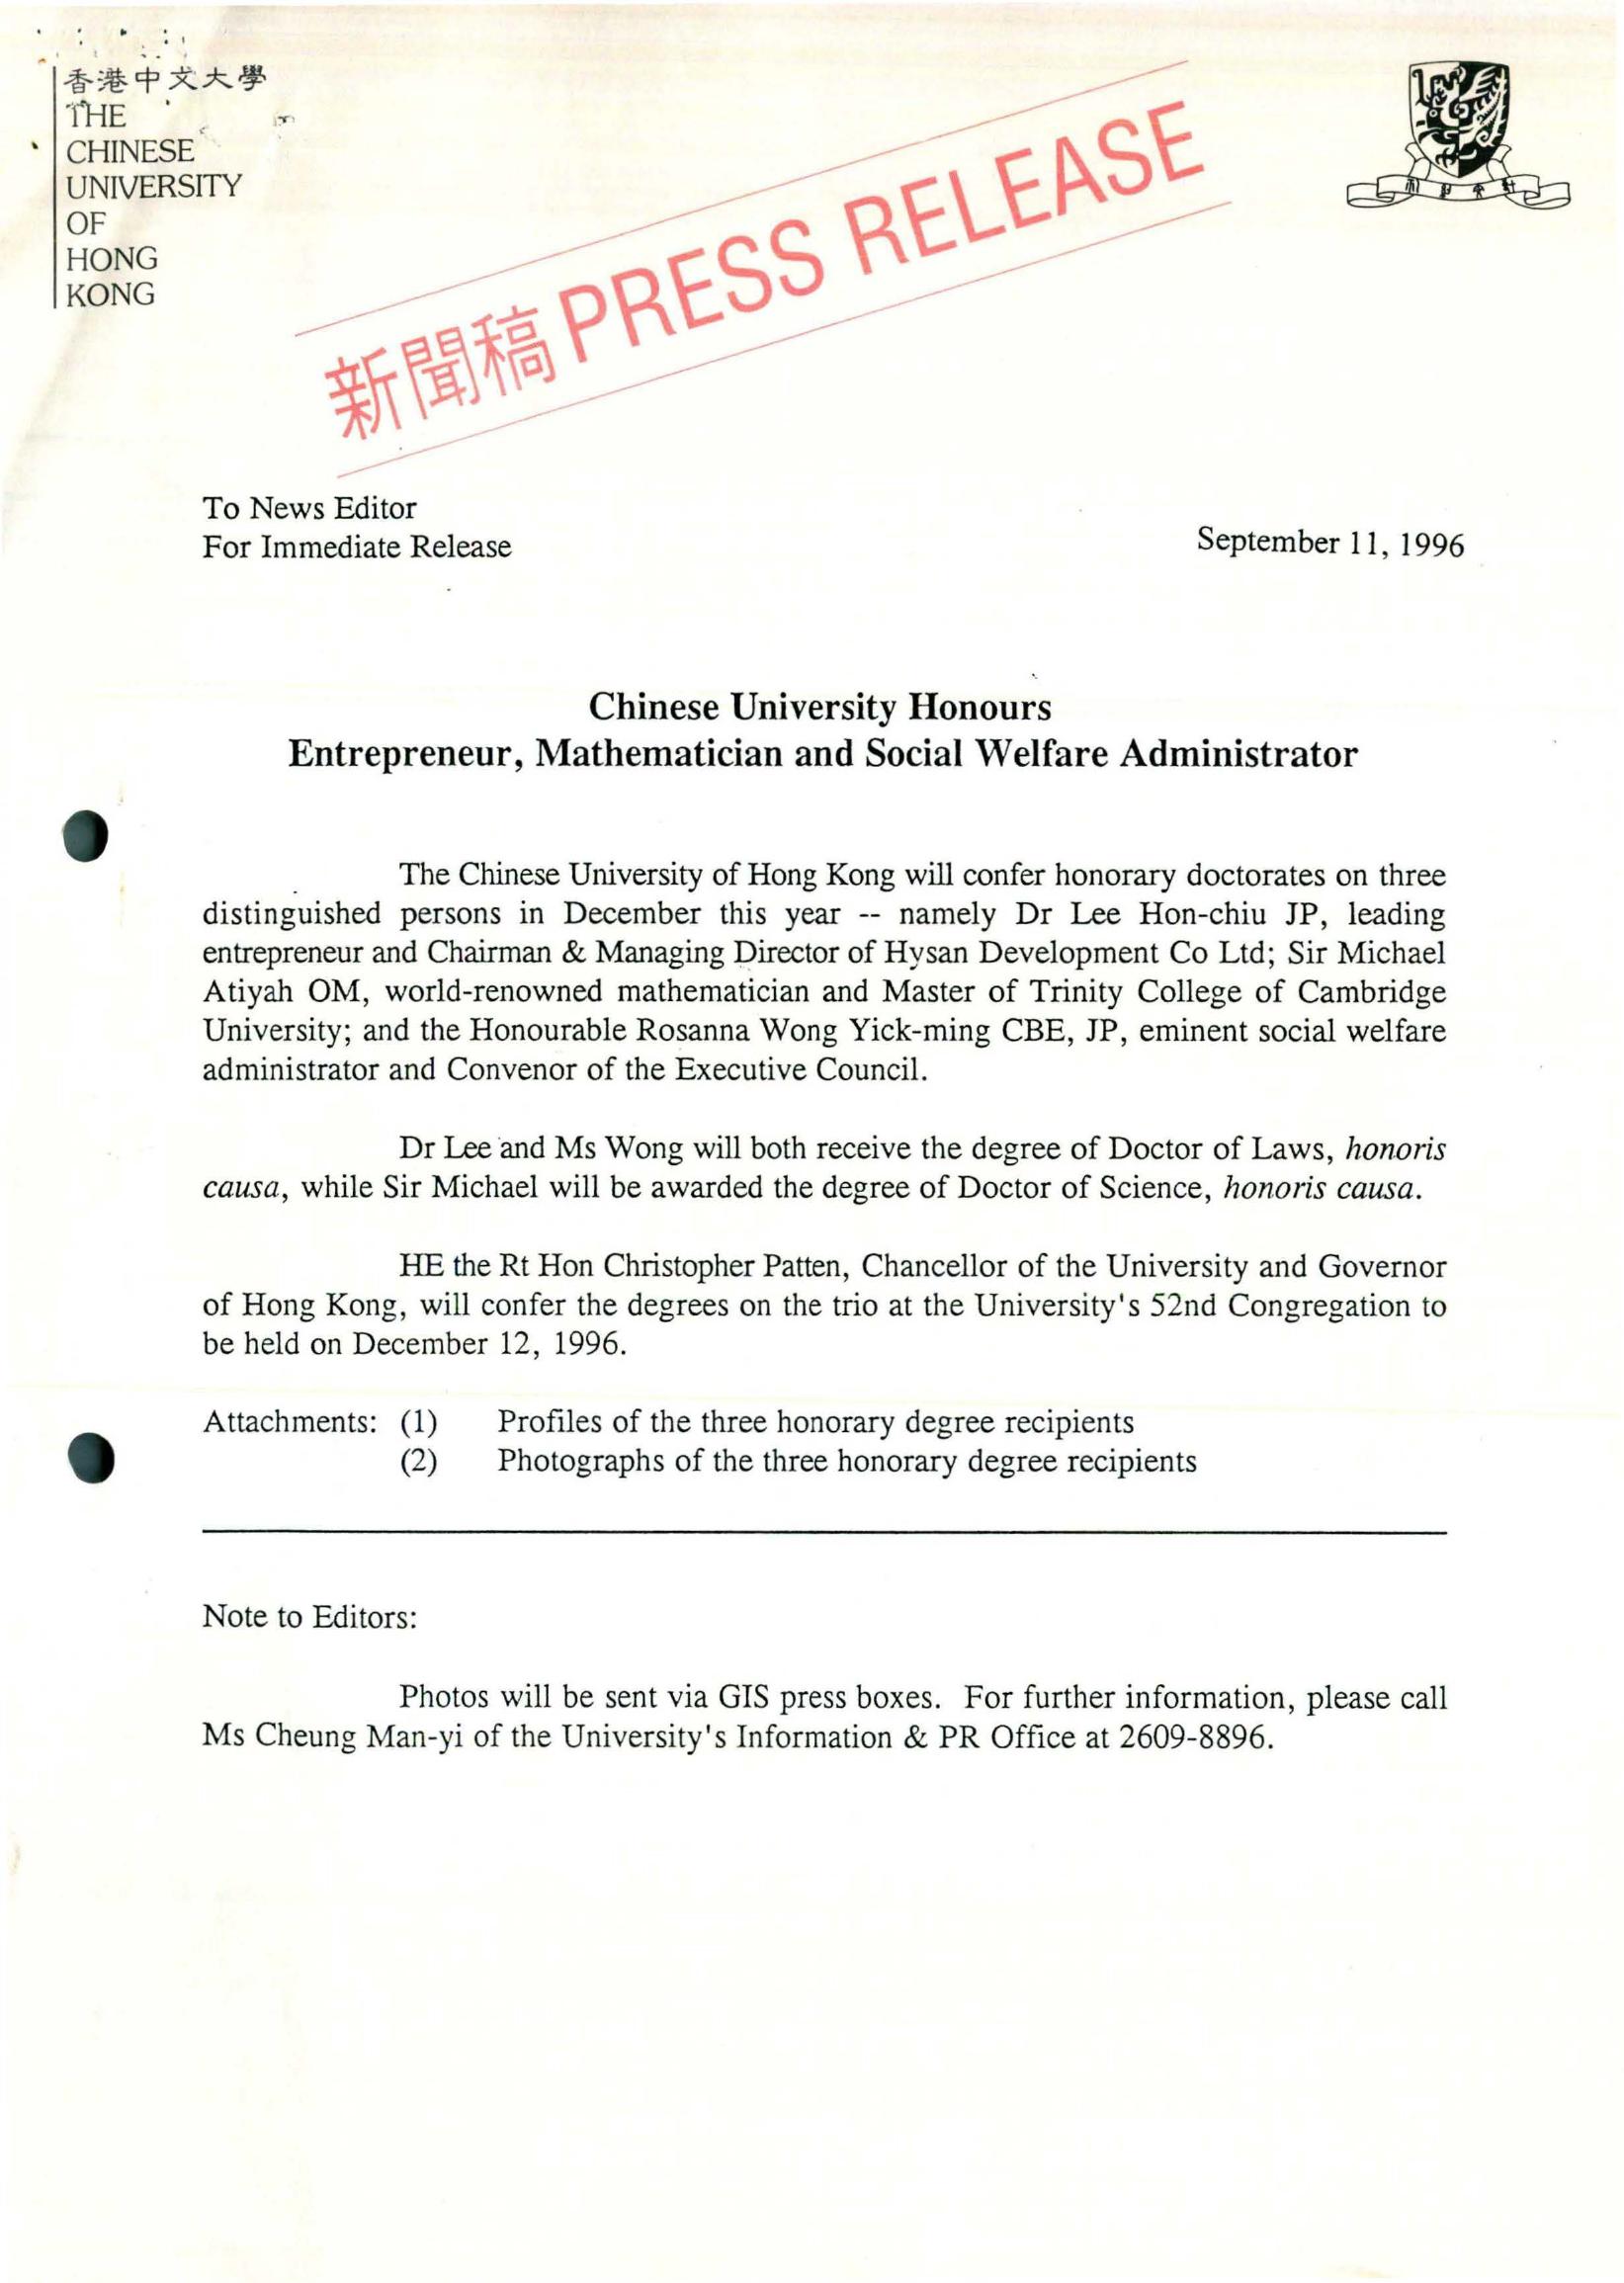 香港中文大學
THE
CHINESE
UNIVERSITY
OF
HONG
KONG
新聞稿 PRESS RELEASE
To News Editor
For Immediate Release
September 11, 1996
Chinese University Honours
Entrepreneur, Mathematician and Social Welfare Administrator
The Chinese University of Hong Kong will confer honorary doctorates on three
distinguished persons in December this year -- namely Dr Lee Hon-chiu JP, leading
entrepreneur and Chairman & Managing Director of Hysan Development Co Ltd; Sir Michael
Atiyah OM, world-renowned mathematician and Master of Trinity College of Cambridge
University; and the Honourable Rosanna Wong Yick-ming CBE, JP, eminent social welfare
administrator and Convenor of the Executive Council.
Dr Lee and Ms Wong will both receive the degree of Doctor of Laws, honoris
causa, while Sir Michael will be awarded the degree of Doctor of Science, honoris causa.
HE the Rt Hon Christopher Patten, Chancellor of the University and Governor
of Hong Kong, will confer the degrees on the trio at the University's 52nd Congregation to
be held on December 12, 1996.
Attachments: (1) Profiles of the three honorary degree recipients
(2) Photographs of the three honorary degree recipients
Note to Editors:
Photos will be sent via GIS press boxes. For further information, please call
Ms Cheung Man-yi of the University's Information & PR Office at 2609-8896.